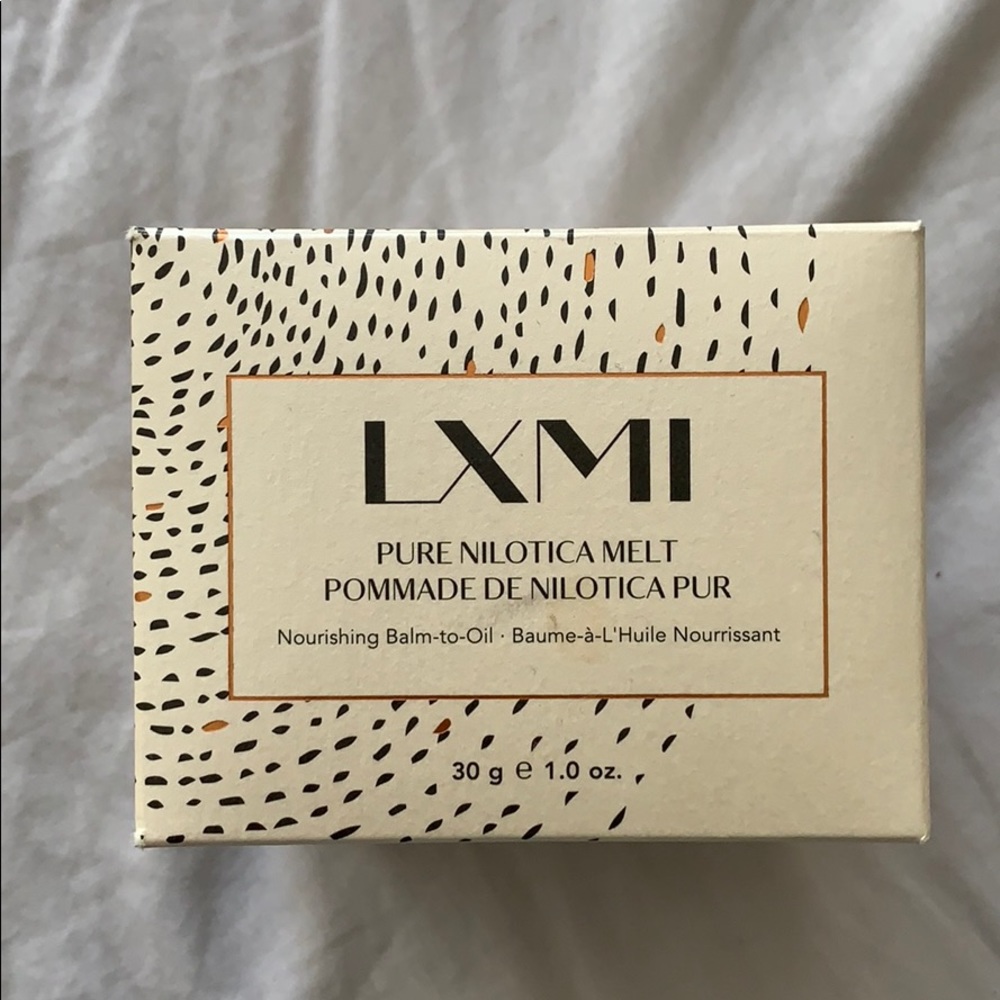 LXMI
PURE NILOTICA MELT
POMMADE DE NILOTICA PUR
Nourishing Balm-to-Oil · Baume-à-L'Huile Nourrissant
30 g ℮ 1.0 oz.